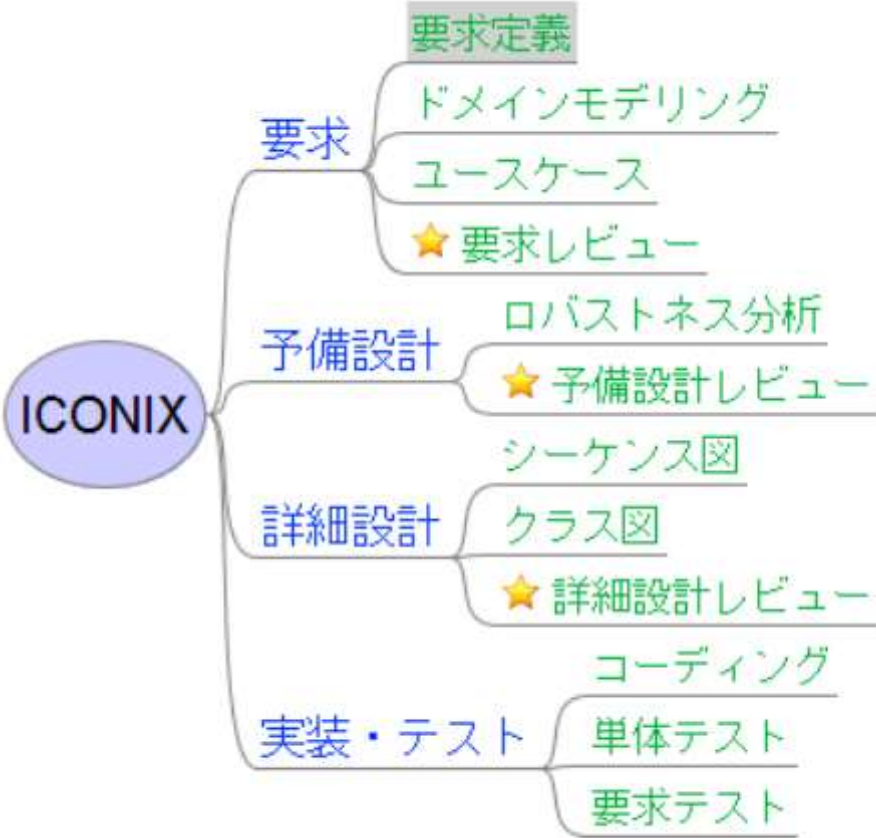 ICONIX
要求
要求定義
ドメインモデリング
ユースケース
要求レビュー
予備設計
ロバストネス分析
予備設計レビュー
詳細設計
シーケンス図
クラス図
詳細設計レビュー
実装・テスト
コーディング
単体テスト
要求テスト